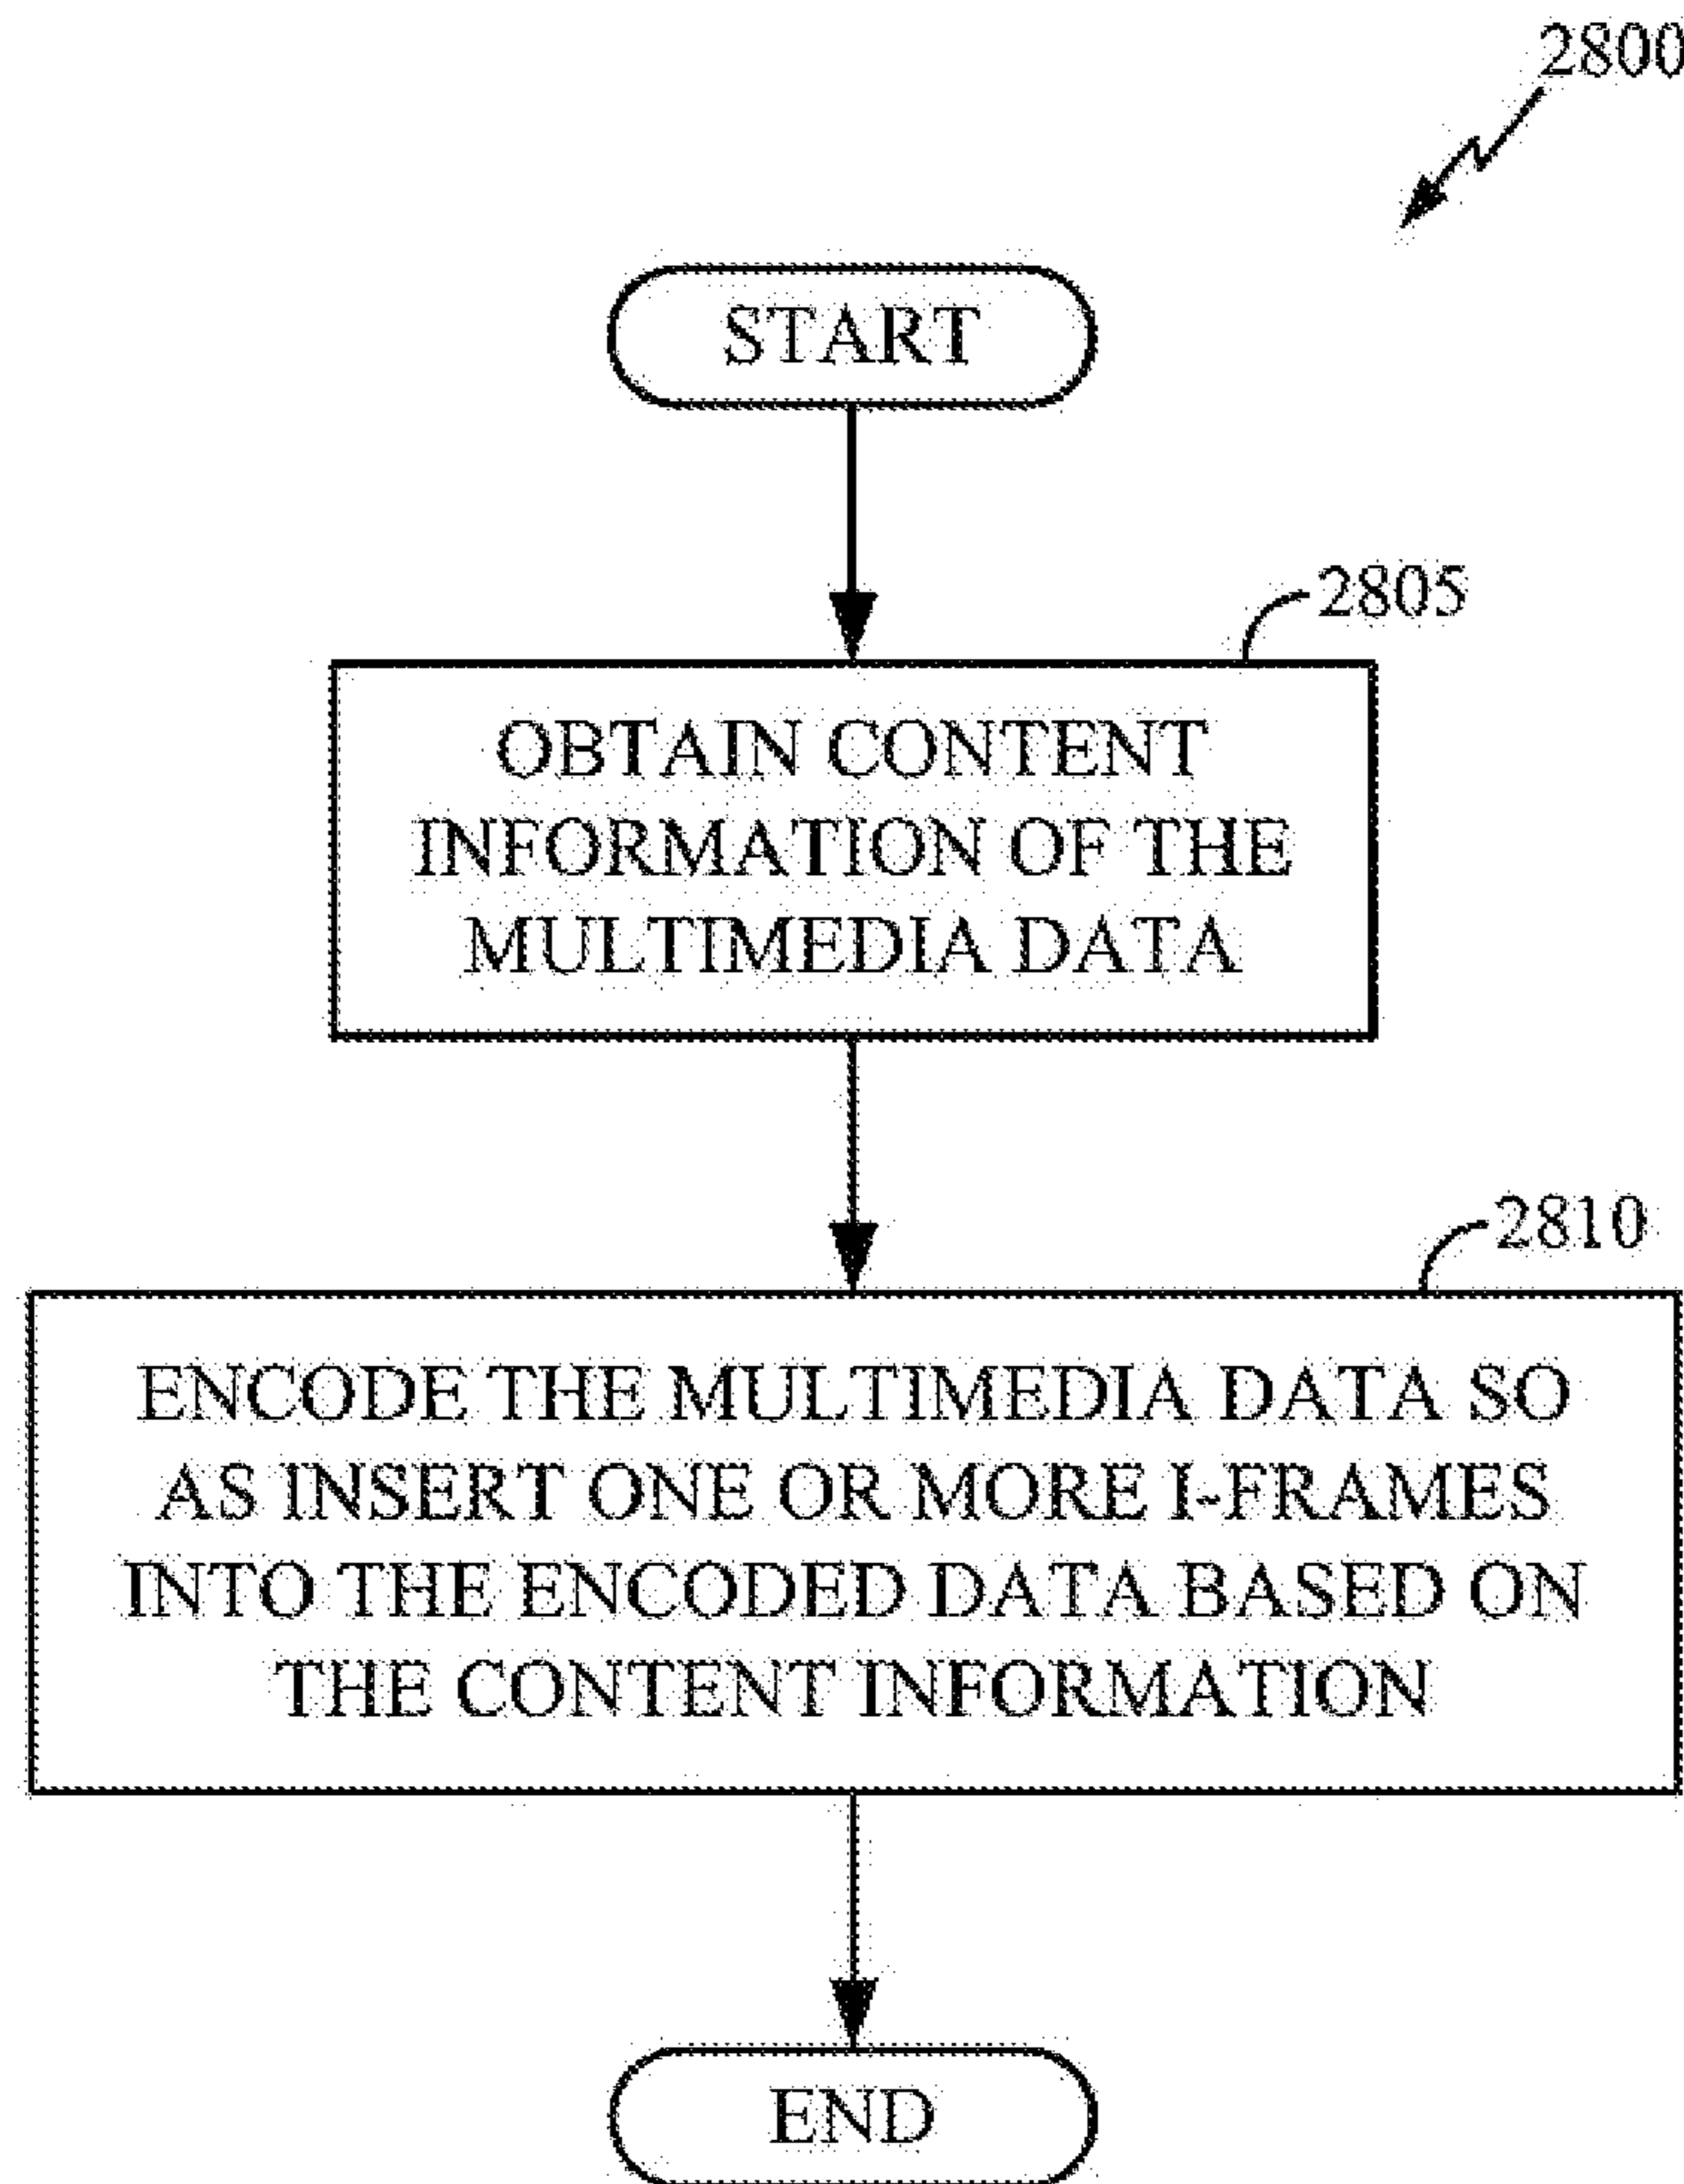 2800
START
2805
OBTAIN CONTENT
INFORMATION OF THE
MULTIMEDIA DATA
2810
ENCODE THE MULTIMEDIA DATA SO
AS INSERT ONE OR MORE I-FRAMES
INTO THE ENCODED DATA BASED ON
THE CONTENT INFORMATION
END